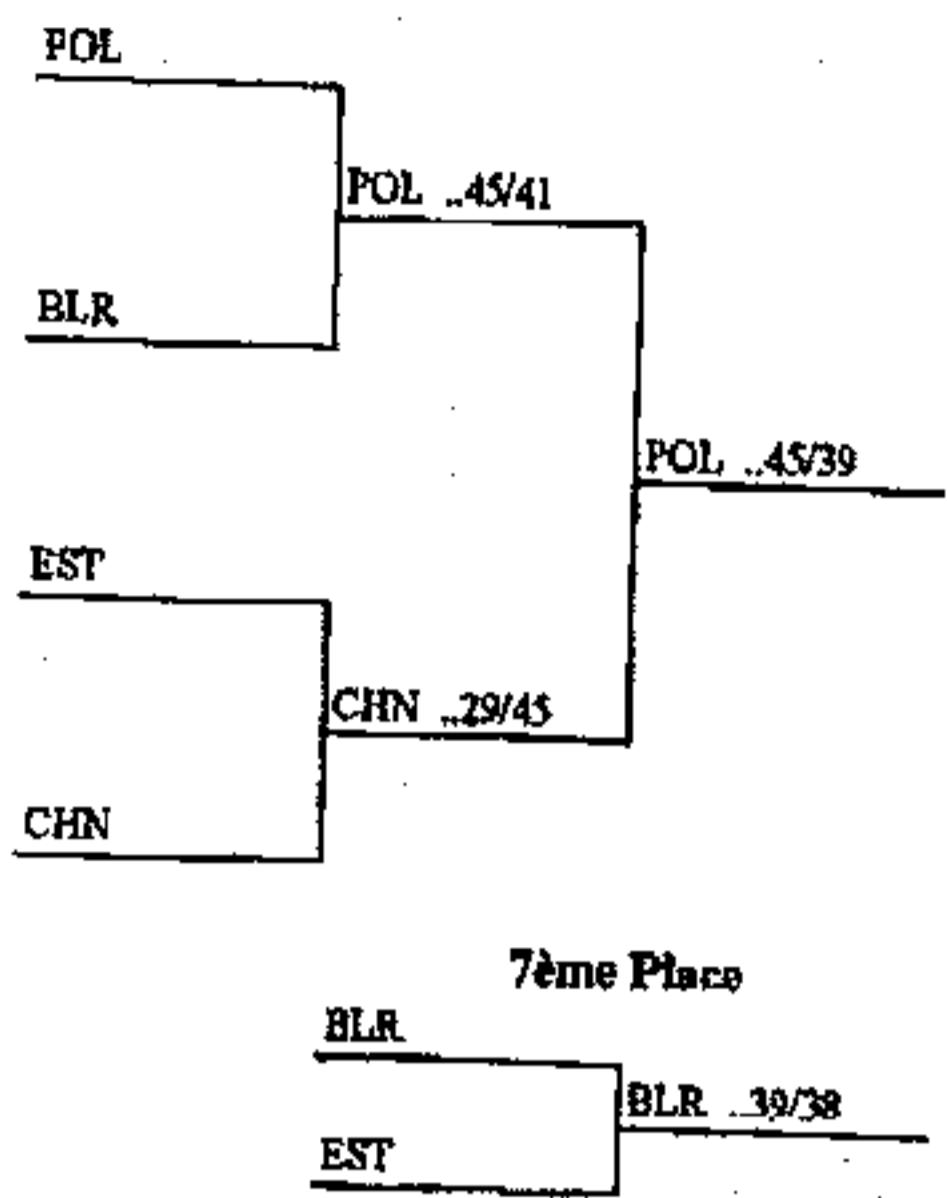 POL
POL ..45/41
BLR
POL ..45/39
EST
CHN ..29/45
CHN
7ème Place
BLR
BLR ..39/38
EST